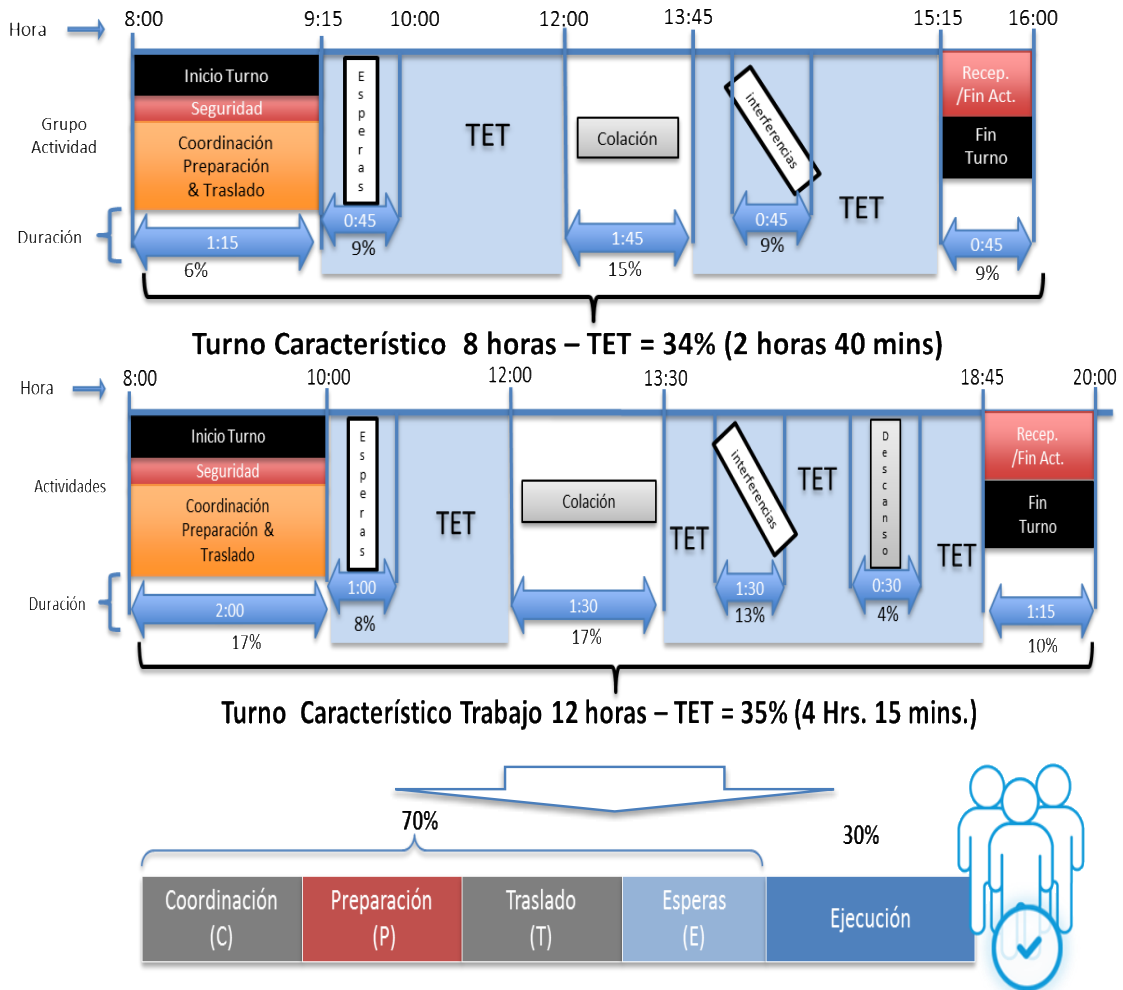 8:00 9:15 10:00 12:00 13:45 15:15 16:00
Hora
Inicio Turno
Seguridad
Coordinación
Preparación
& Traslado
Grupo
Actividad
Esperas
TET
Colación
interferencias
TET
Recep.
/Fin Act.
Fin
Turno
Duración
1:15
6%
0:45
9%
1:45
15%
0:45
9%
0:45
9%
Turno Característico 8 horas – TET = 34% (2 horas 40 mins)
8:00 10:00 12:00 13:30 18:45 20:00
Hora
Inicio Turno
Seguridad
Coordinación
Preparación &
Traslado
Actividades
Esperas
TET
Colación
TET
interferencias
TET
Descanso
TET
Recep.
/Fin Act.
Fin
Turno
Duración
2:00
17%
1:00
8%
1:30
17%
1:30
13%
0:30
4%
1:15
10%
Turno Característico Trabajo 12 horas – TET = 35% (4 Hrs. 15 mins.)
70%
30%
Coordinación
(C)
Preparación
(P)
Traslado
(T)
Esperas
(E)
Ejecución